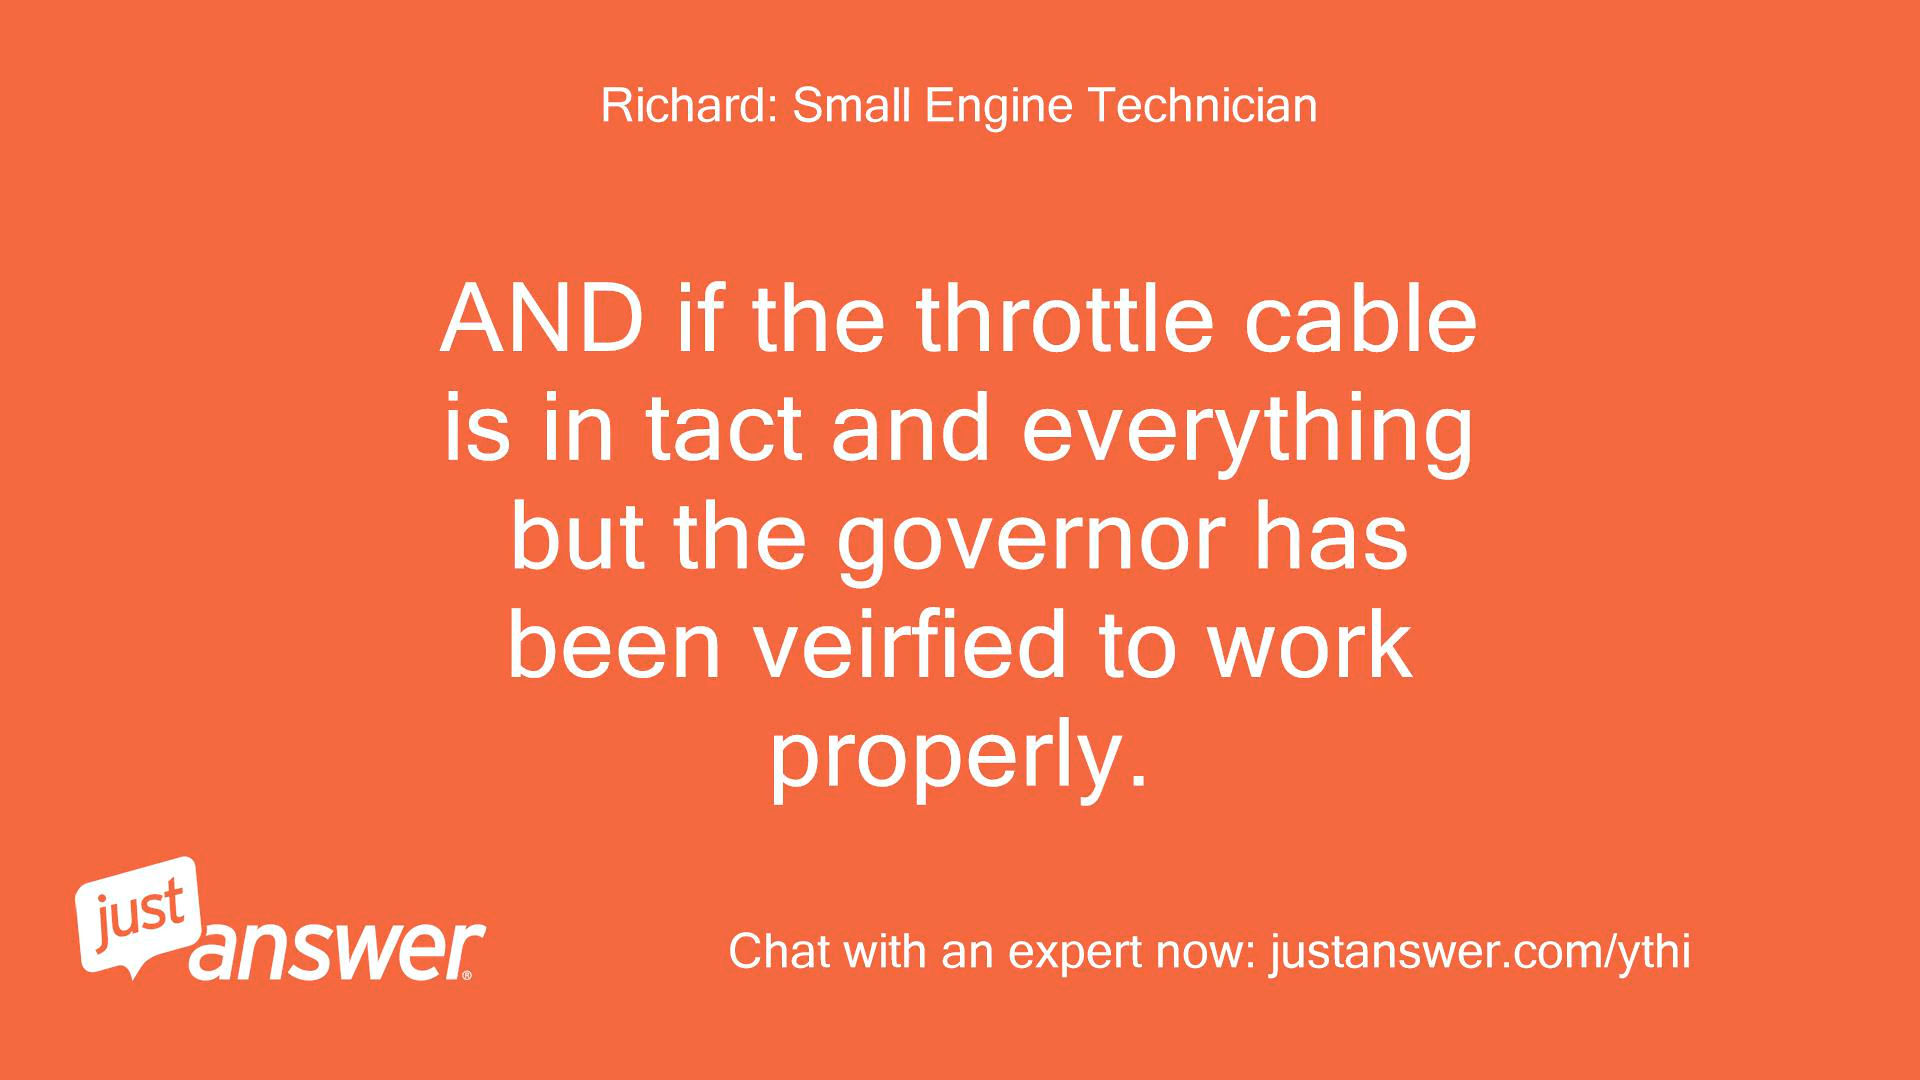 Richard: Small Engine Technician
AND if the throttle cable
is in tact and everything
but the governor has
been veirfied to work
properly.
just
answer®
Chat with an expert now: justanswer.com/ythi